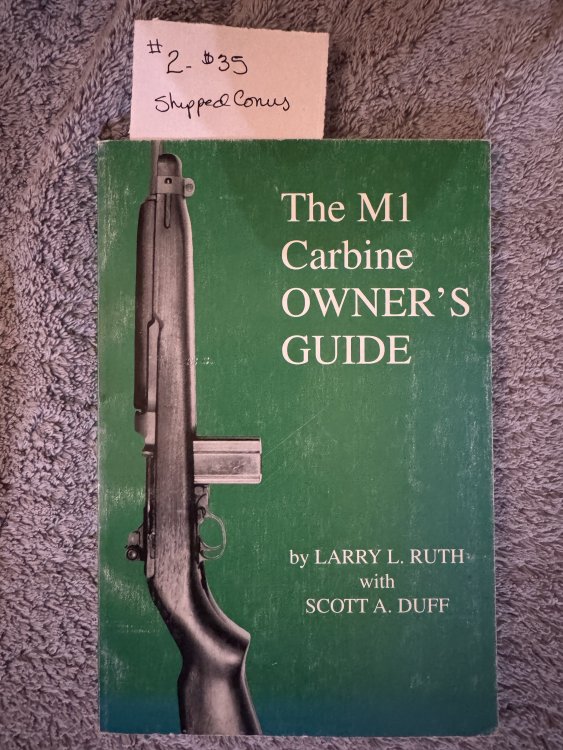 #2-$35
Shipped Conus
The M1
Carbine
OWNER'S
GUIDE
by LARRY L. RUTH
with
SCOTT A. DUFF